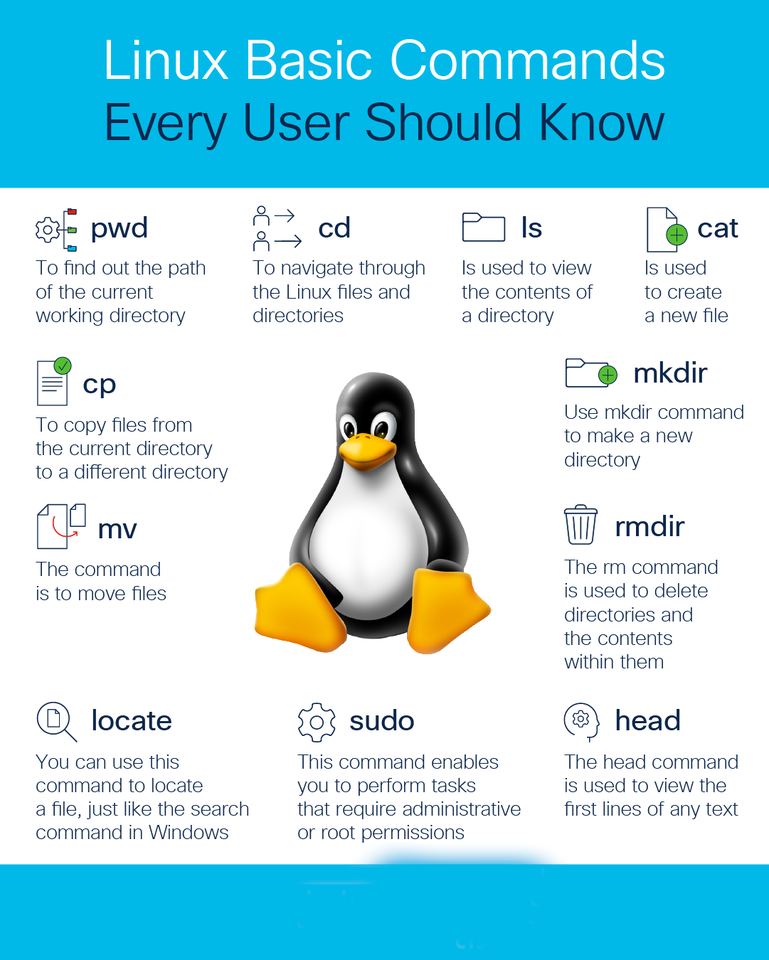 Linux Basic Commands
Every User Should Know
pwd
To find out the path
of the current
working directory
cd
To navigate through
the Linux files and
directories
ls
Is used to view
the contents of
a directory
cat
Is used
to create
a new file
cp
To copy files from
the current directory
to a different directory
mkdir
Use mkdir command
to make a new
directory
mv
The command
is to move files
rmdir
The rm command
is used to delete
directories and
the contents
within them
locate
You can use this
command to locate
a file, just like the search
command in Windows
sudo
This command enables
you to perform tasks
that require administrative
or root permissions
head
The head command
is used to view the
first lines of any text